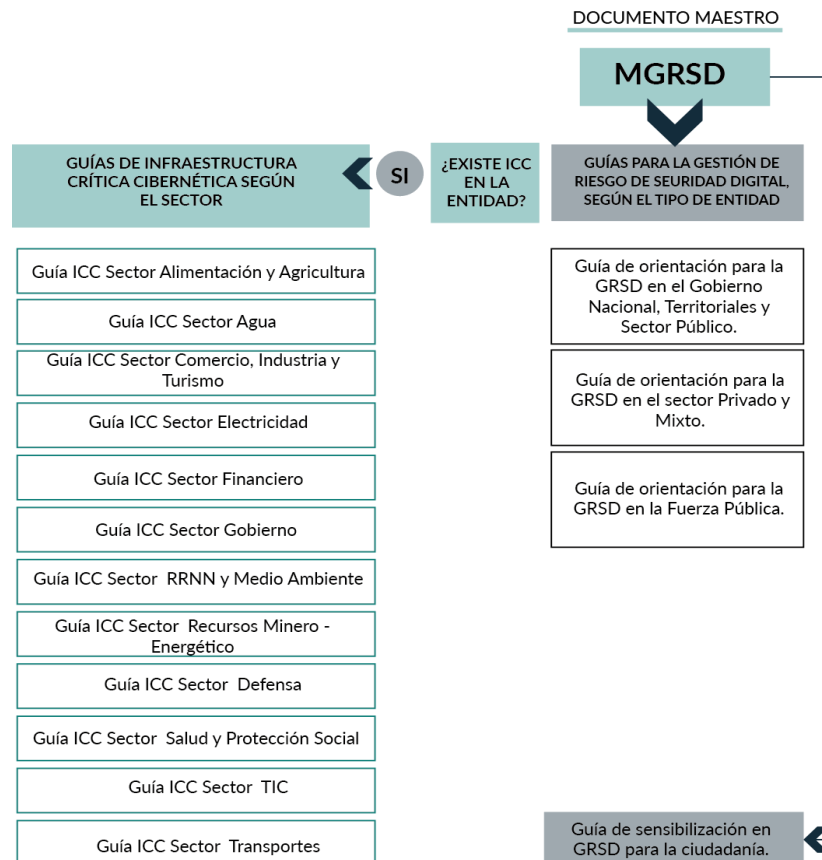 DOCUMENTO MAESTRO
MGRSD
GUÍAS DE INFRAESTRUCTURA
CRÍTICA CIBERNÉTICA SEGÚN
EL SECTOR
SI
¿EXISTE ICC
EN LA
ENTIDAD?
GUÍAS PARA LA GESTIÓN DE
RIESGO DE SEURIDAD DIGITAL,
SEGÚN EL TIPO DE ENTIDAD
Guía ICC Sector Alimentación y Agricultura
Guía ICC Sector Agua
Guía ICC Sector Comercio, Industria y
Turismo
Guía ICC Sector Electricidad
Guía ICC Sector Financiero
Guía ICC Sector Gobierno
Guía ICC Sector RRNN y Medio Ambiente
Guía ICC Sector Recursos Minero -
Energético
Guía ICC Sector Defensa
Guía ICC Sector Salud y Protección Social
Guía ICC Sector TIC
Guía ICC Sector Transportes
Guía de orientación para la
GRSD en el Gobierno
Nacional, Territoriales y
Sector Público.
Guía de orientación para la
GRSD en el sector Privado y
Mixto.
Guía de orientación para la
GRSD en la Fuerza Pública.
Guía de sensibilización en
GRSD para la ciudadanía.